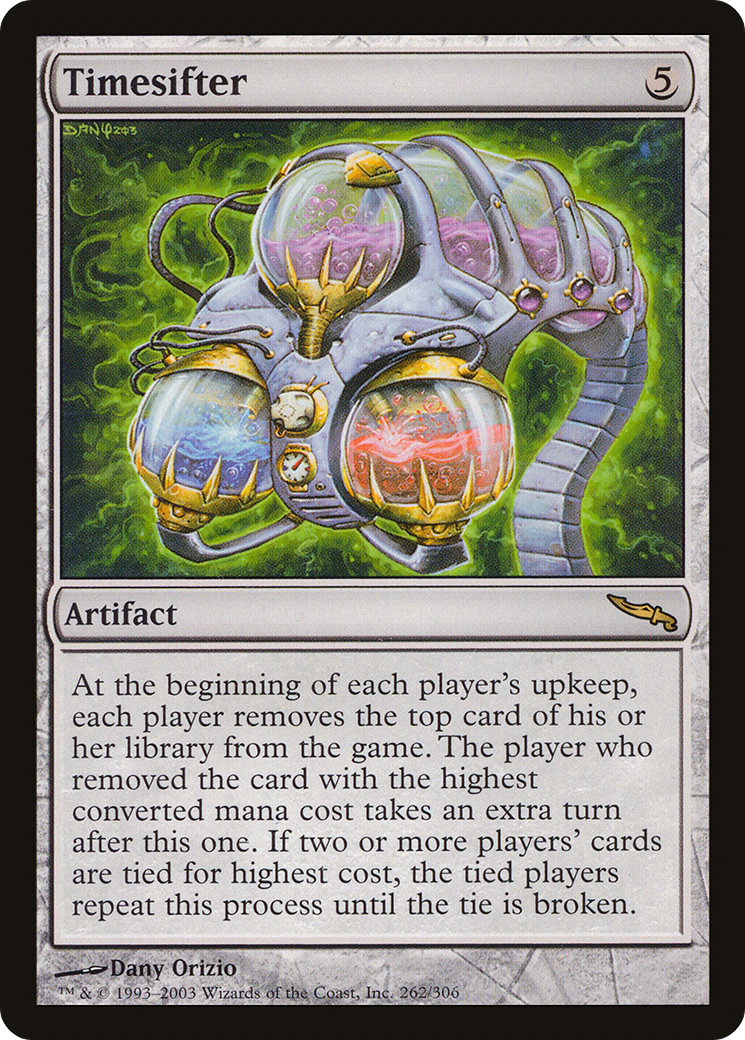 Timesifter 5
DANY 203
Artifact
At the beginning of each player's upkeep,
each player removes the top card of his or
her library from the game. The player who
removed the card with the highest
converted mana cost takes an extra turn
after this one. If two or more players' cards
are tied for highest cost, the tied players
repeat this process until the tie is broken.
Dany Orizio
™ & © 1993–2003 Wizards of the Coast, Inc. 262/306